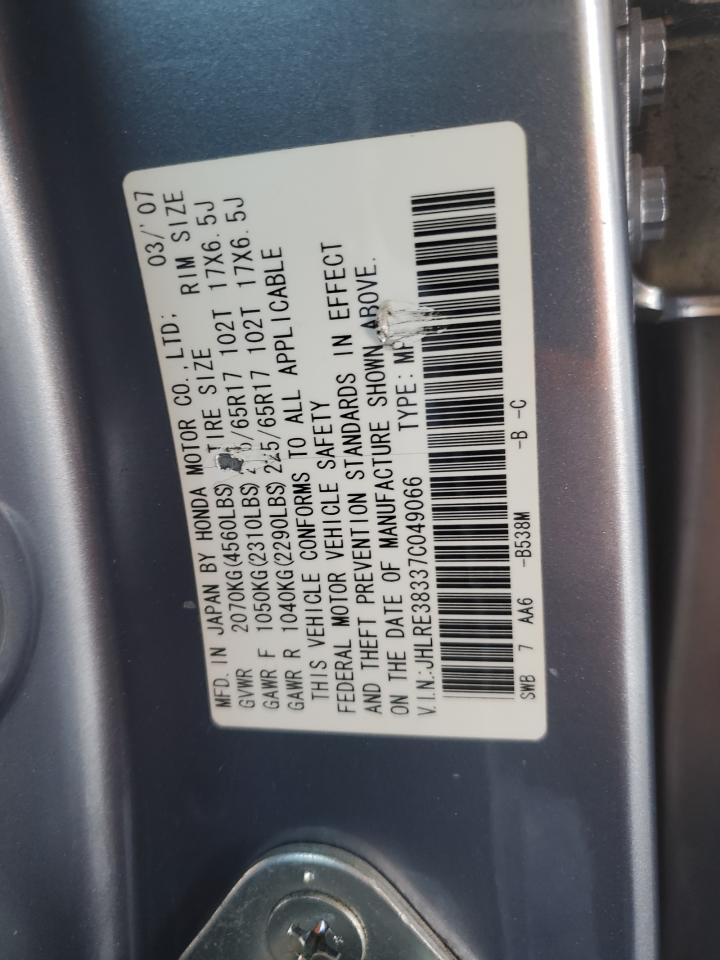 MFD. IN JAPAN BY HONDA MOTOR CO., LTD; 03/'07
GVWR 2070KG(4560LBS) TIRE SIZE RIM SIZE
GAWR F 1050KG(2310LBS) /65R17 102T 17X6.5J
GAWR R 1040KG(2290LBS) 225/65R17 102T 17X6.5J
THIS VEHICLE CONFORMS TO ALL APPLICABLE
FEDERAL MOTOR VEHICLE SAFETY
AND THEFT PREVENTION STANDARDS IN EFFECT
ON THE DATE OF MANUFACTURE SHOWN ABOVE.
V.I.N.:JHLRE38337C049066 TYPE:
SWB 7 AA6 -B538M -B -C